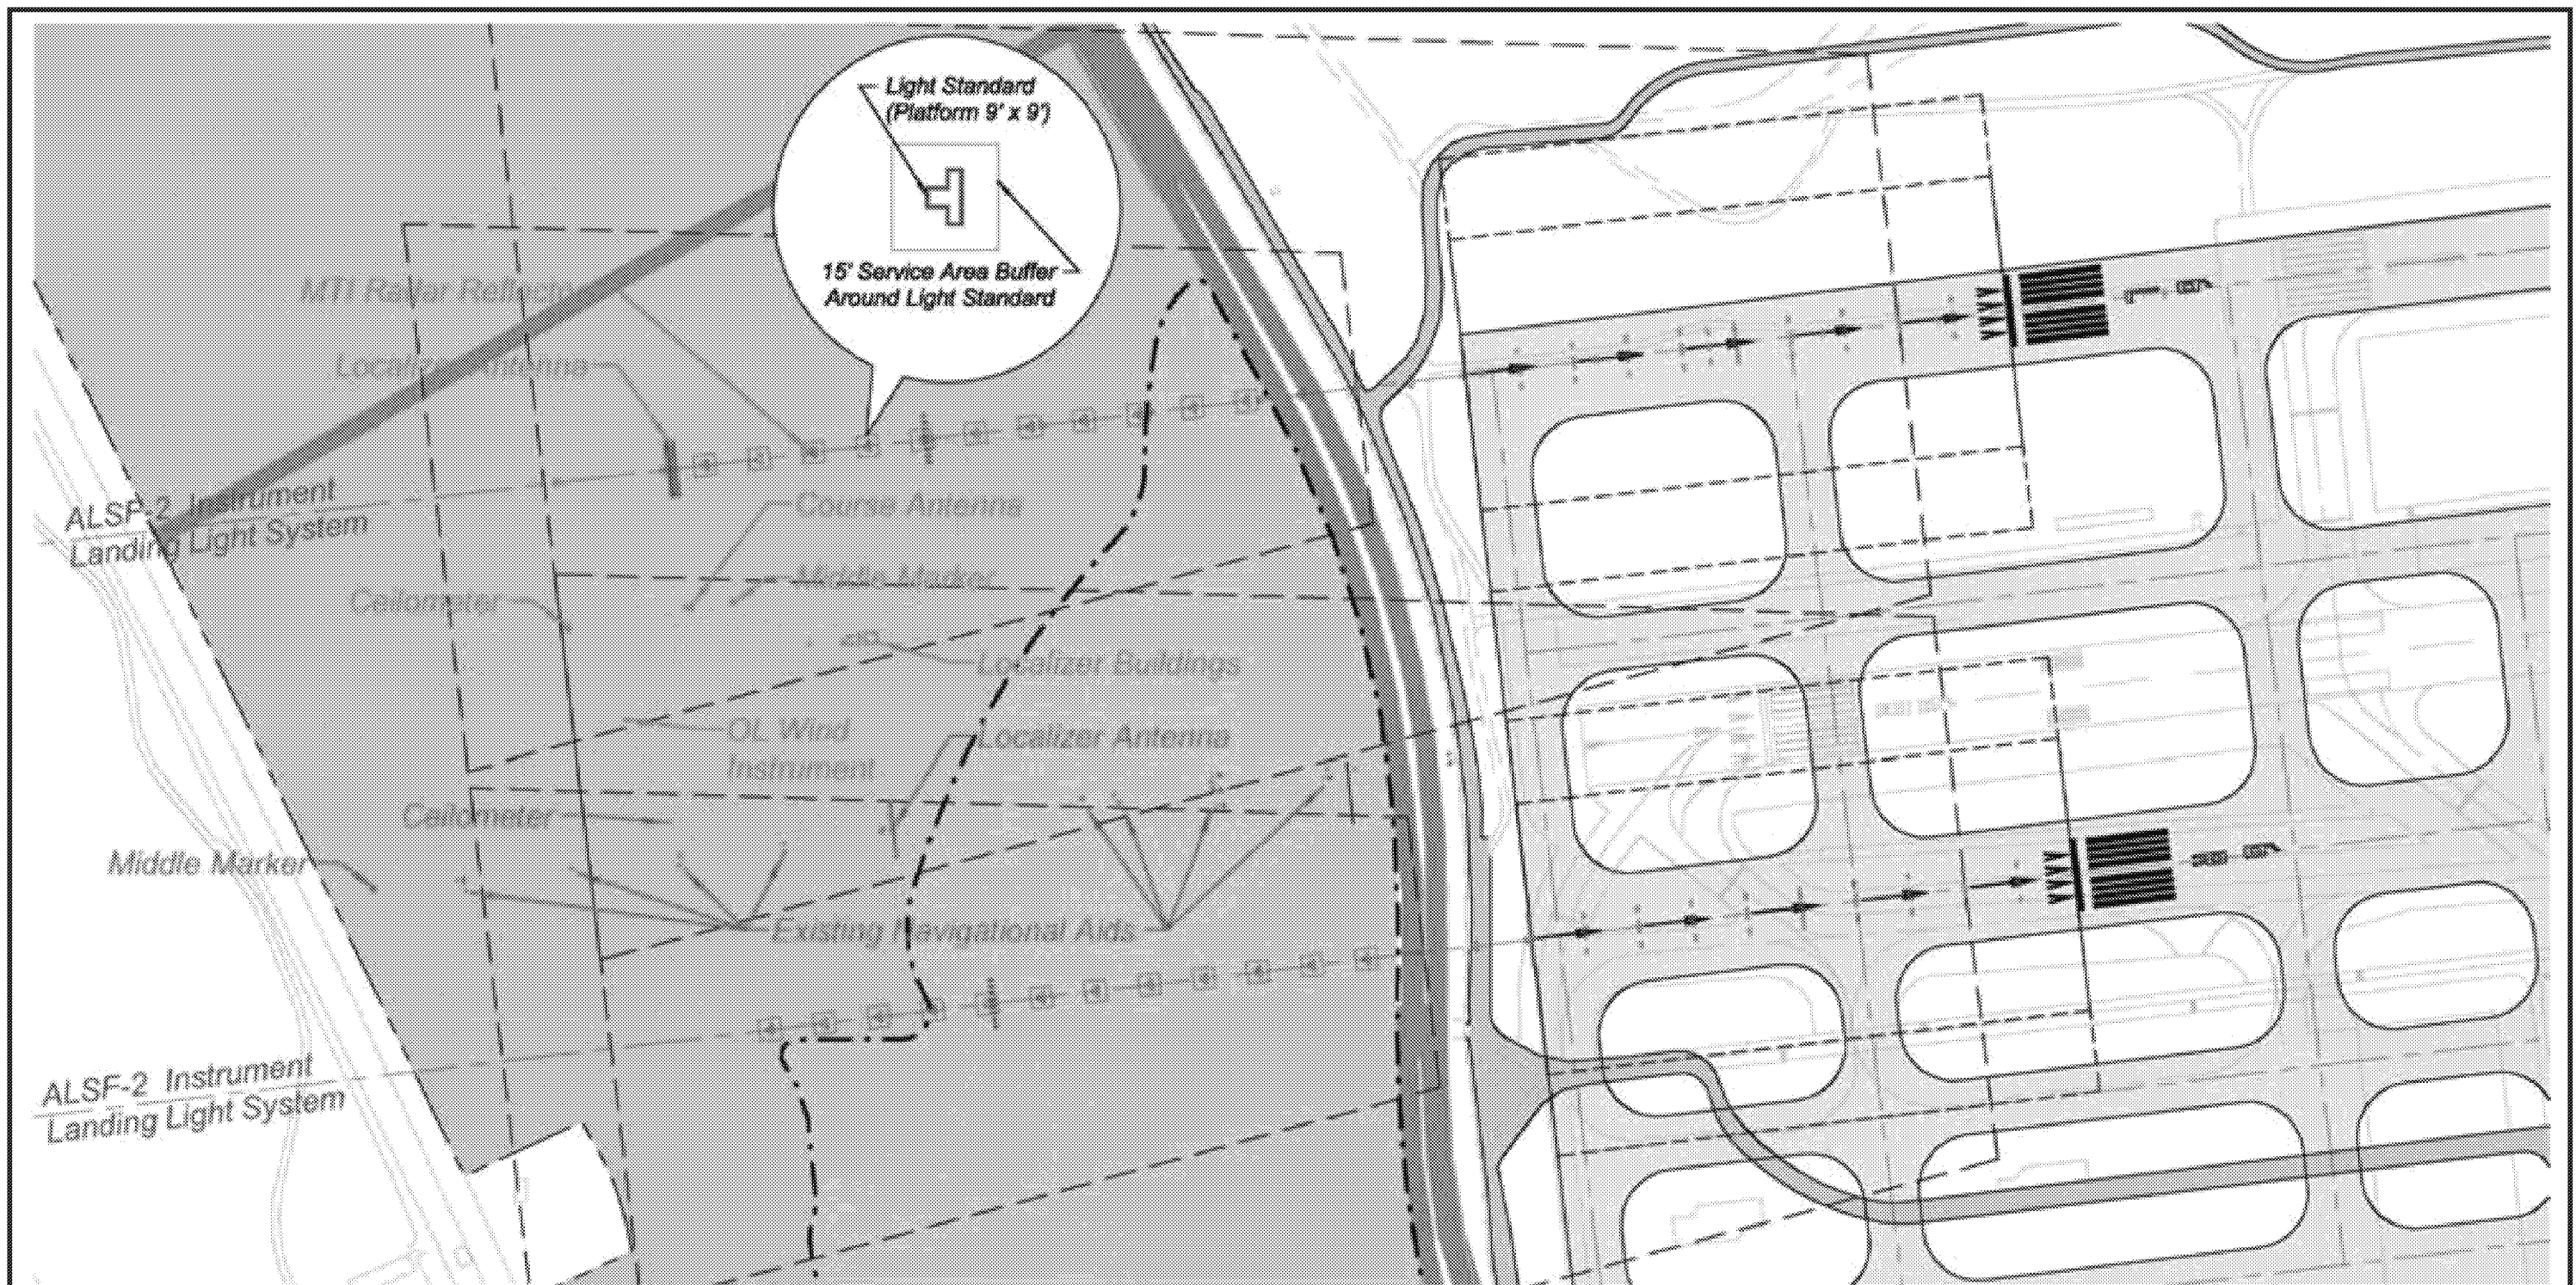 Light Standard
(Platform 9' x 9')
15' Service Area Buffer
Around Light Standard
MTI Radar Reflector
Localizer Antenna
ALSF-2 Instrument
Landing Light System
Course Antenna
Middle Marker
Ceilometer
Localizer Buildings
OL Wind
Instrument
Localizer Antenna
Ceilometer
Middle Marker
Existing Navigational Aids
ALSF-2 Instrument
Landing Light System